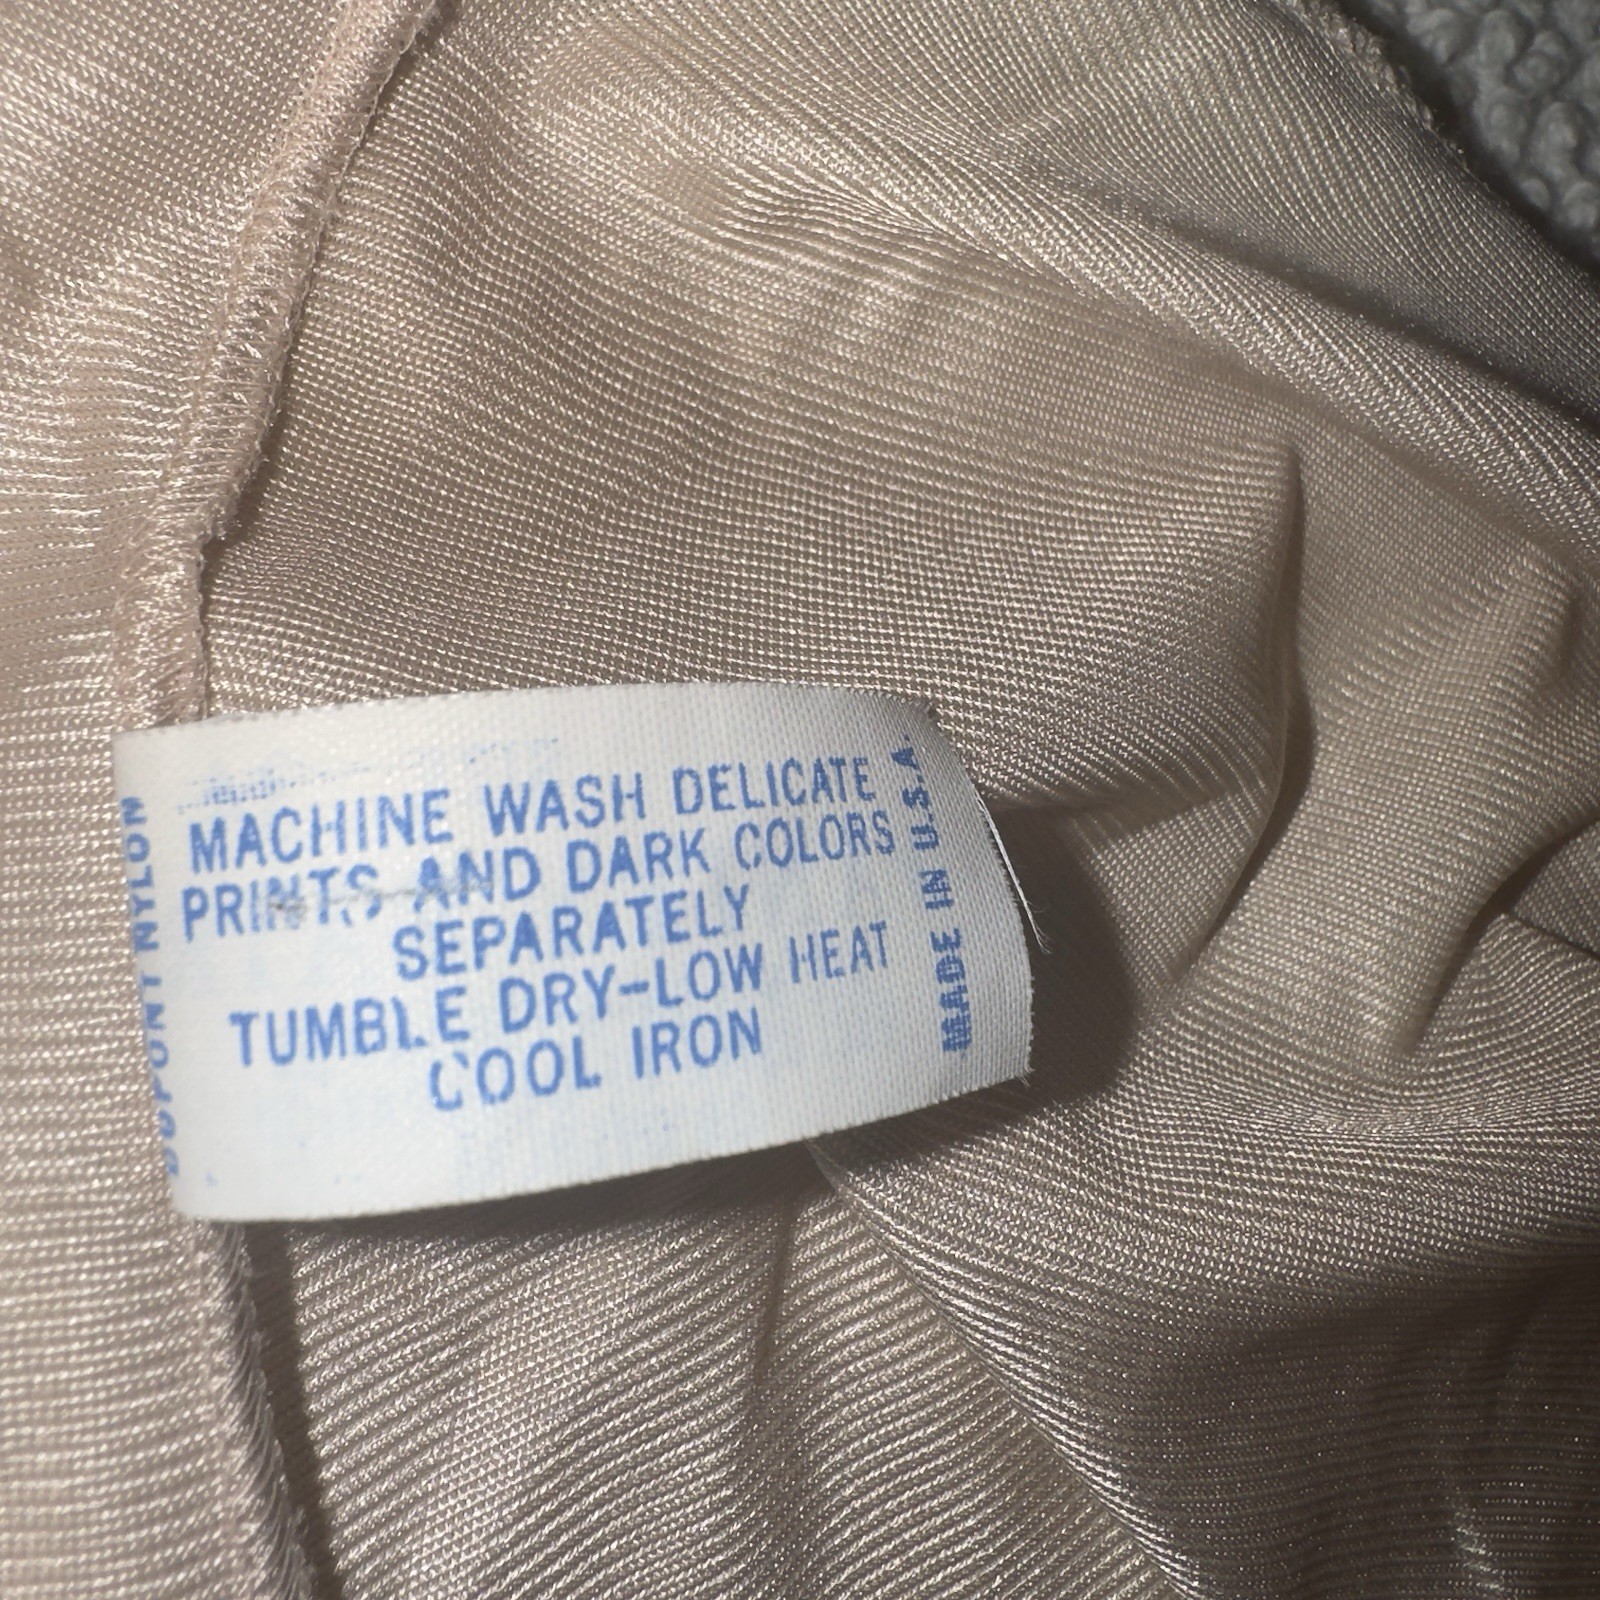 MACHINE WASH DELICATE
PRINTS AND DARK COLORS
SEPARATELY
TUMBLE DRY-LOW HEAT
COOL IRON
DUPONT NYLON
MADE IN U.S.A.